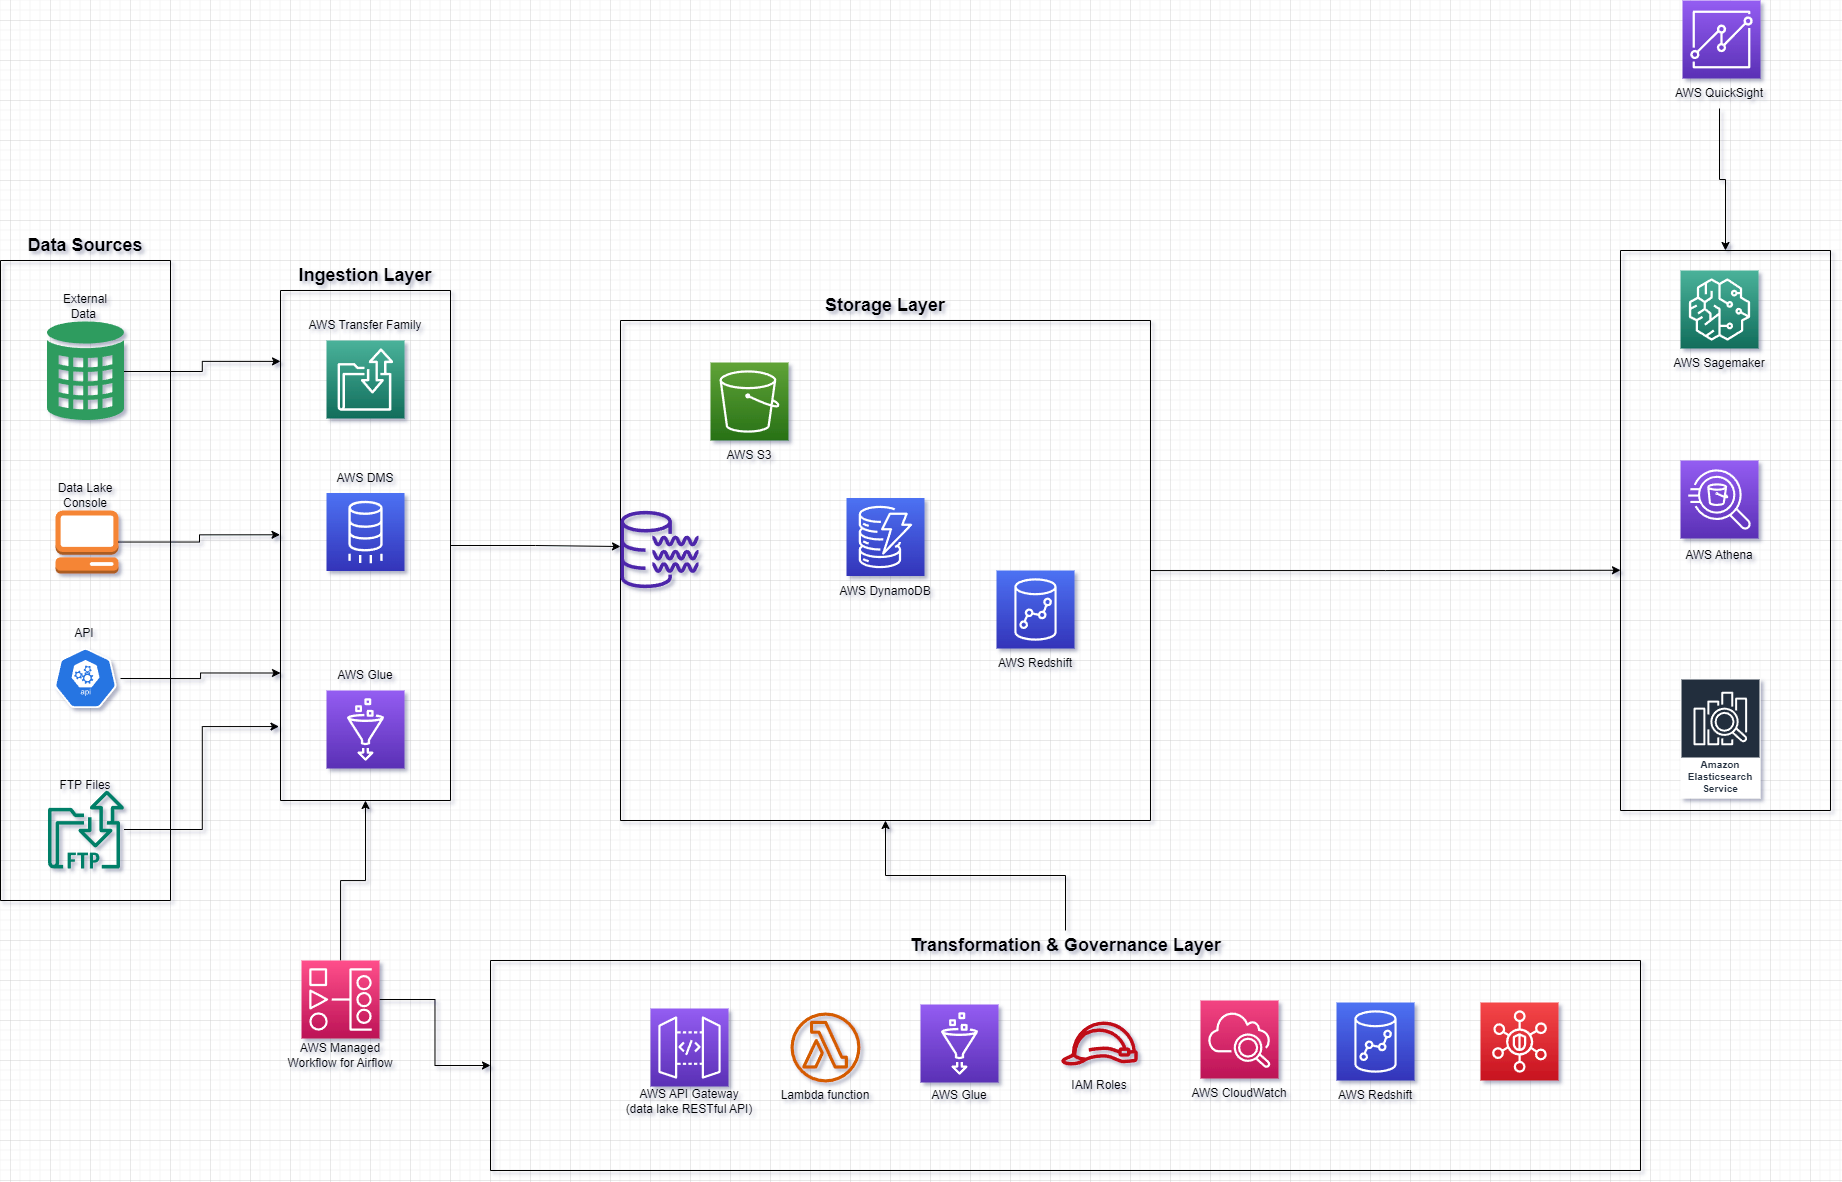 AWS QuickSight
Data Sources
External
Data
Data Lake
Console
API
api
FTP Files
FTP
Ingestion Layer
AWS Transfer Family
AWS DMS
AWS Glue
Storage Layer
AWS S3
AWS DynamoDB
AWS Redshift
AWS Sagemaker
AWS Athena
Amazon
Elasticsearch
Service
AWS Managed
Workflow for Airflow
Transformation & Governance Layer
</>
AWS API Gateway
(data lake RESTful API)
Lambda function
AWS Glue
IAM Roles
AWS CloudWatch
AWS Redshift